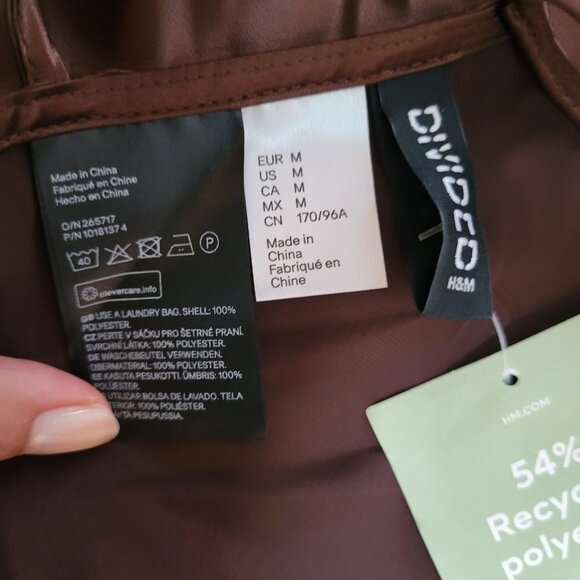 Made in China
Fabriqué en Chine
Hecho en China
O/N 265717
P/N 1018137 4
40
P
clevercare.info
GB USE A LAUNDRY BAG. SHELL: 100%
POLYESTER.
CZ PERTE V SÁČKU PRO ŠETRNÉ PRANÍ.
SVRCHNÍ LÁTKA: 100% POLYESTER.
DE WÄSCHEBEUTEL VERWENDEN.
OBERMATERIAL: 100% POLYESTER.
EE KASUTA PESUKOTTI. ÜMBRIS: 100%
POLÜESTER.
UTILIZAR BOLSA DE LAVADO. TELA
100% POLIÉSTER.
PESUPUSSIA.
EUR M
US M
CA M
MX M
CN 170/96A
Made in
China
Fabriqué en
Chine
DIVIDED
H&M
HM.COM
54%
Recyc
polye